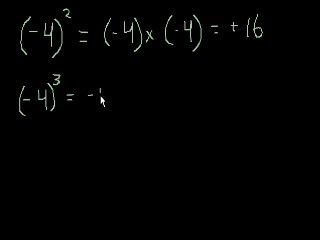 (-4)² = (-4) x (-4) = +16
(-4)³ = -